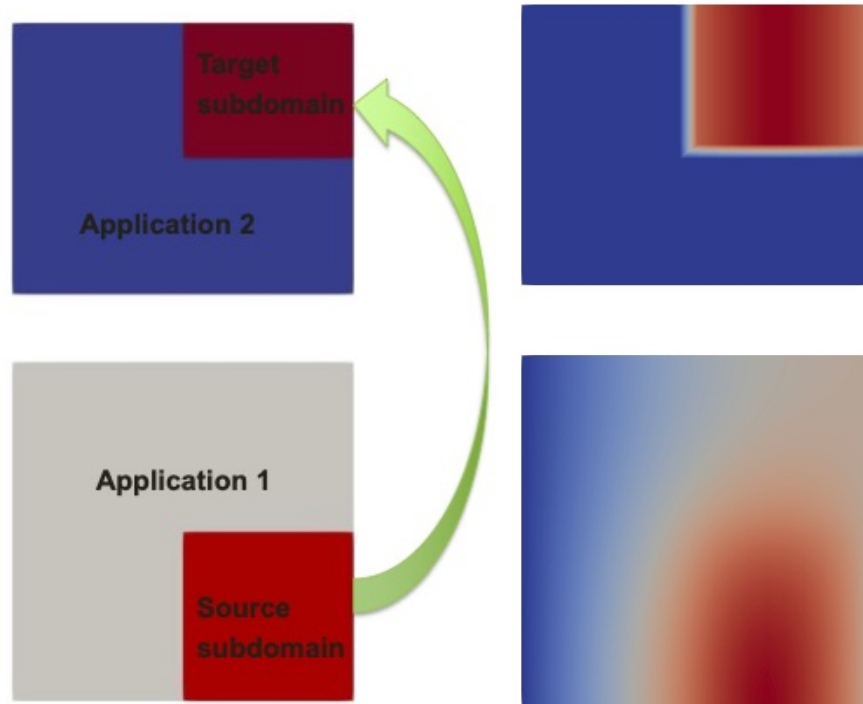 Target
subdomain
Application 2
Application 1
Source
subdomain